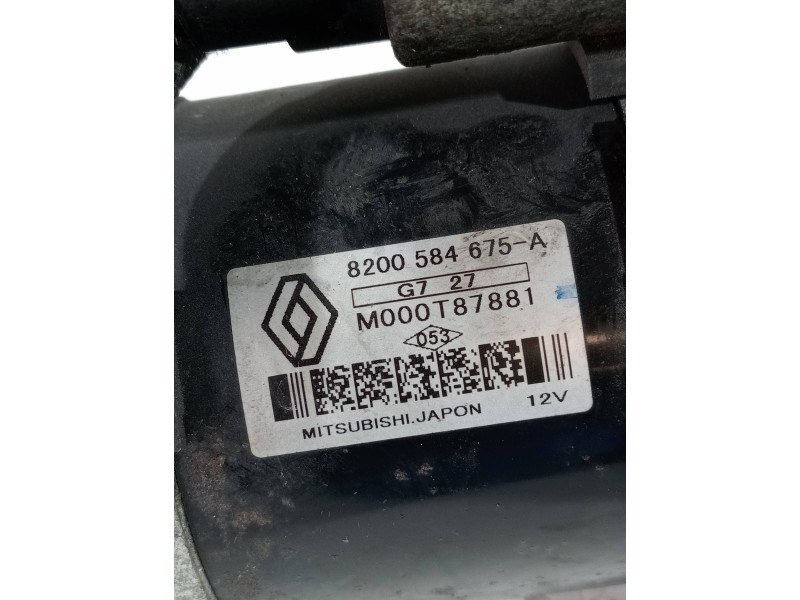 8200 584 675-A
G7 27
M000T87881
053
MITSUBISHI.JAPON 12V